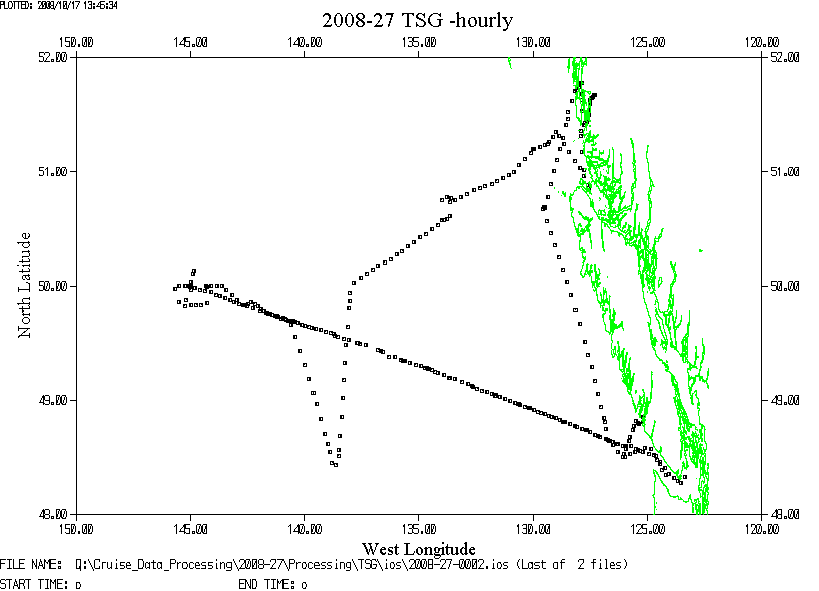 PLOTTED: 2009/10/17 13:45:34
2008-27 TSG -hourly
150.00 145.00 140.00 135.00 130.00 125.00 120.00
52.00 52.00
51.00 51.00
North Latitude
50.00 50.00
49.00 49.00
48.00 48.00
150.00 145.00 140.00 135.00 130.00 125.00 120.00
West Longitude
FILE NAME: Q:\Cruise_Data_Processing\2008-27\Processing\TSG\ios\2008-27-0002.ios (Last of 2 files)
START TIME: o END TIME: o